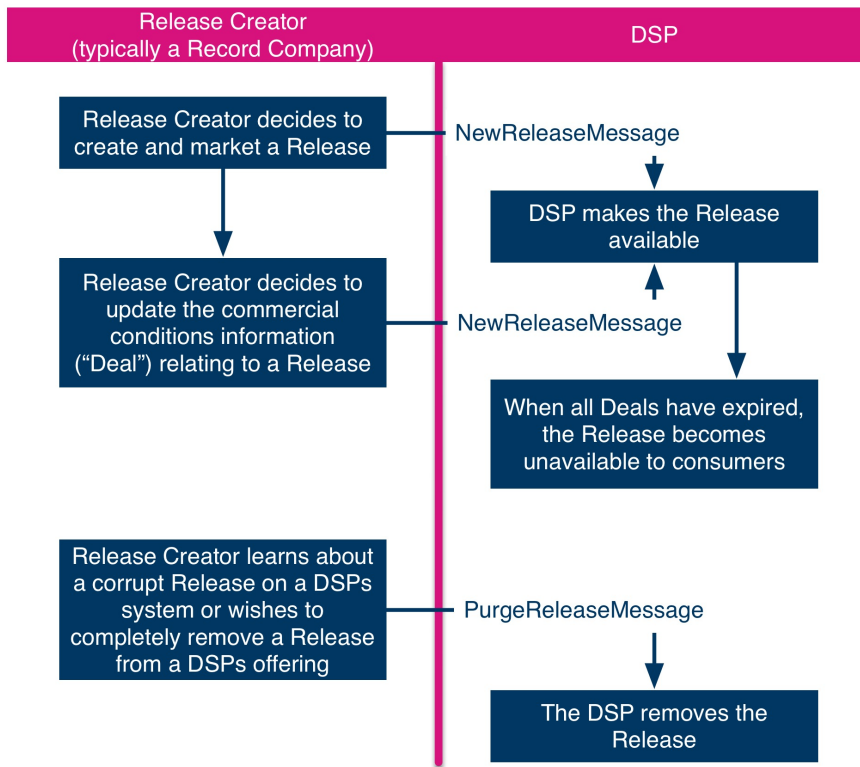 Release Creator
(typically a Record Company)
DSP
Release Creator decides to
create and market a Release
NewReleaseMessage
DSP makes the Release
available
Release Creator decides to
update the commercial
conditions information
(“Deal”) relating to a Release
NewReleaseMessage
When all Deals have expired,
the Release becomes
unavailable to consumers
Release Creator learns about
a corrupt Release on a DSPs
system or wishes to
completely remove a Release
from a DSPs offering
PurgeReleaseMessage
The DSP removes the
Release